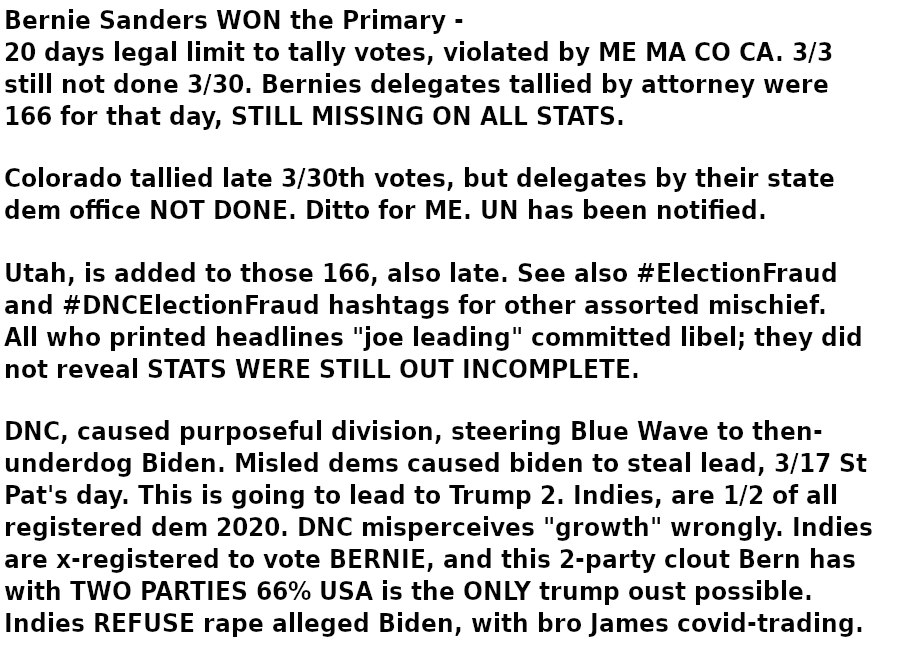 Bernie Sanders WON the Primary -
20 days legal limit to tally votes, violated by ME MA CO CA. 3/3
still not done 3/30. Bernies delegates tallied by attorney were
166 for that day, STILL MISSING ON ALL STATS.
Colorado tallied late 3/30th votes, but delegates by their state
dem office NOT DONE. Ditto for ME. UN has been notified.
Utah, is added to those 166, also late. See also #ElectionFraud
and #DNCElectionFraud hashtags for other assorted mischief.
All who printed headlines "joe leading" committed libel; they did
not reveal STATS WERE STILL OUT INCOMPLETE.
DNC, caused purposeful division, steering Blue Wave to then-
underdog Biden. Misled dems caused biden to steal lead, 3/17 St
Pat's day. This is going to lead to Trump 2. Indies, are 1/2 of all
registered dem 2020. DNC misperceives "growth" wrongly. Indies
are x-registered to vote BERNIE, and this 2-party clout Bern has
with TWO PARTIES 66% USA is the ONLY trump oust possible.
Indies REFUSE rape alleged Biden, with bro James covid-trading.